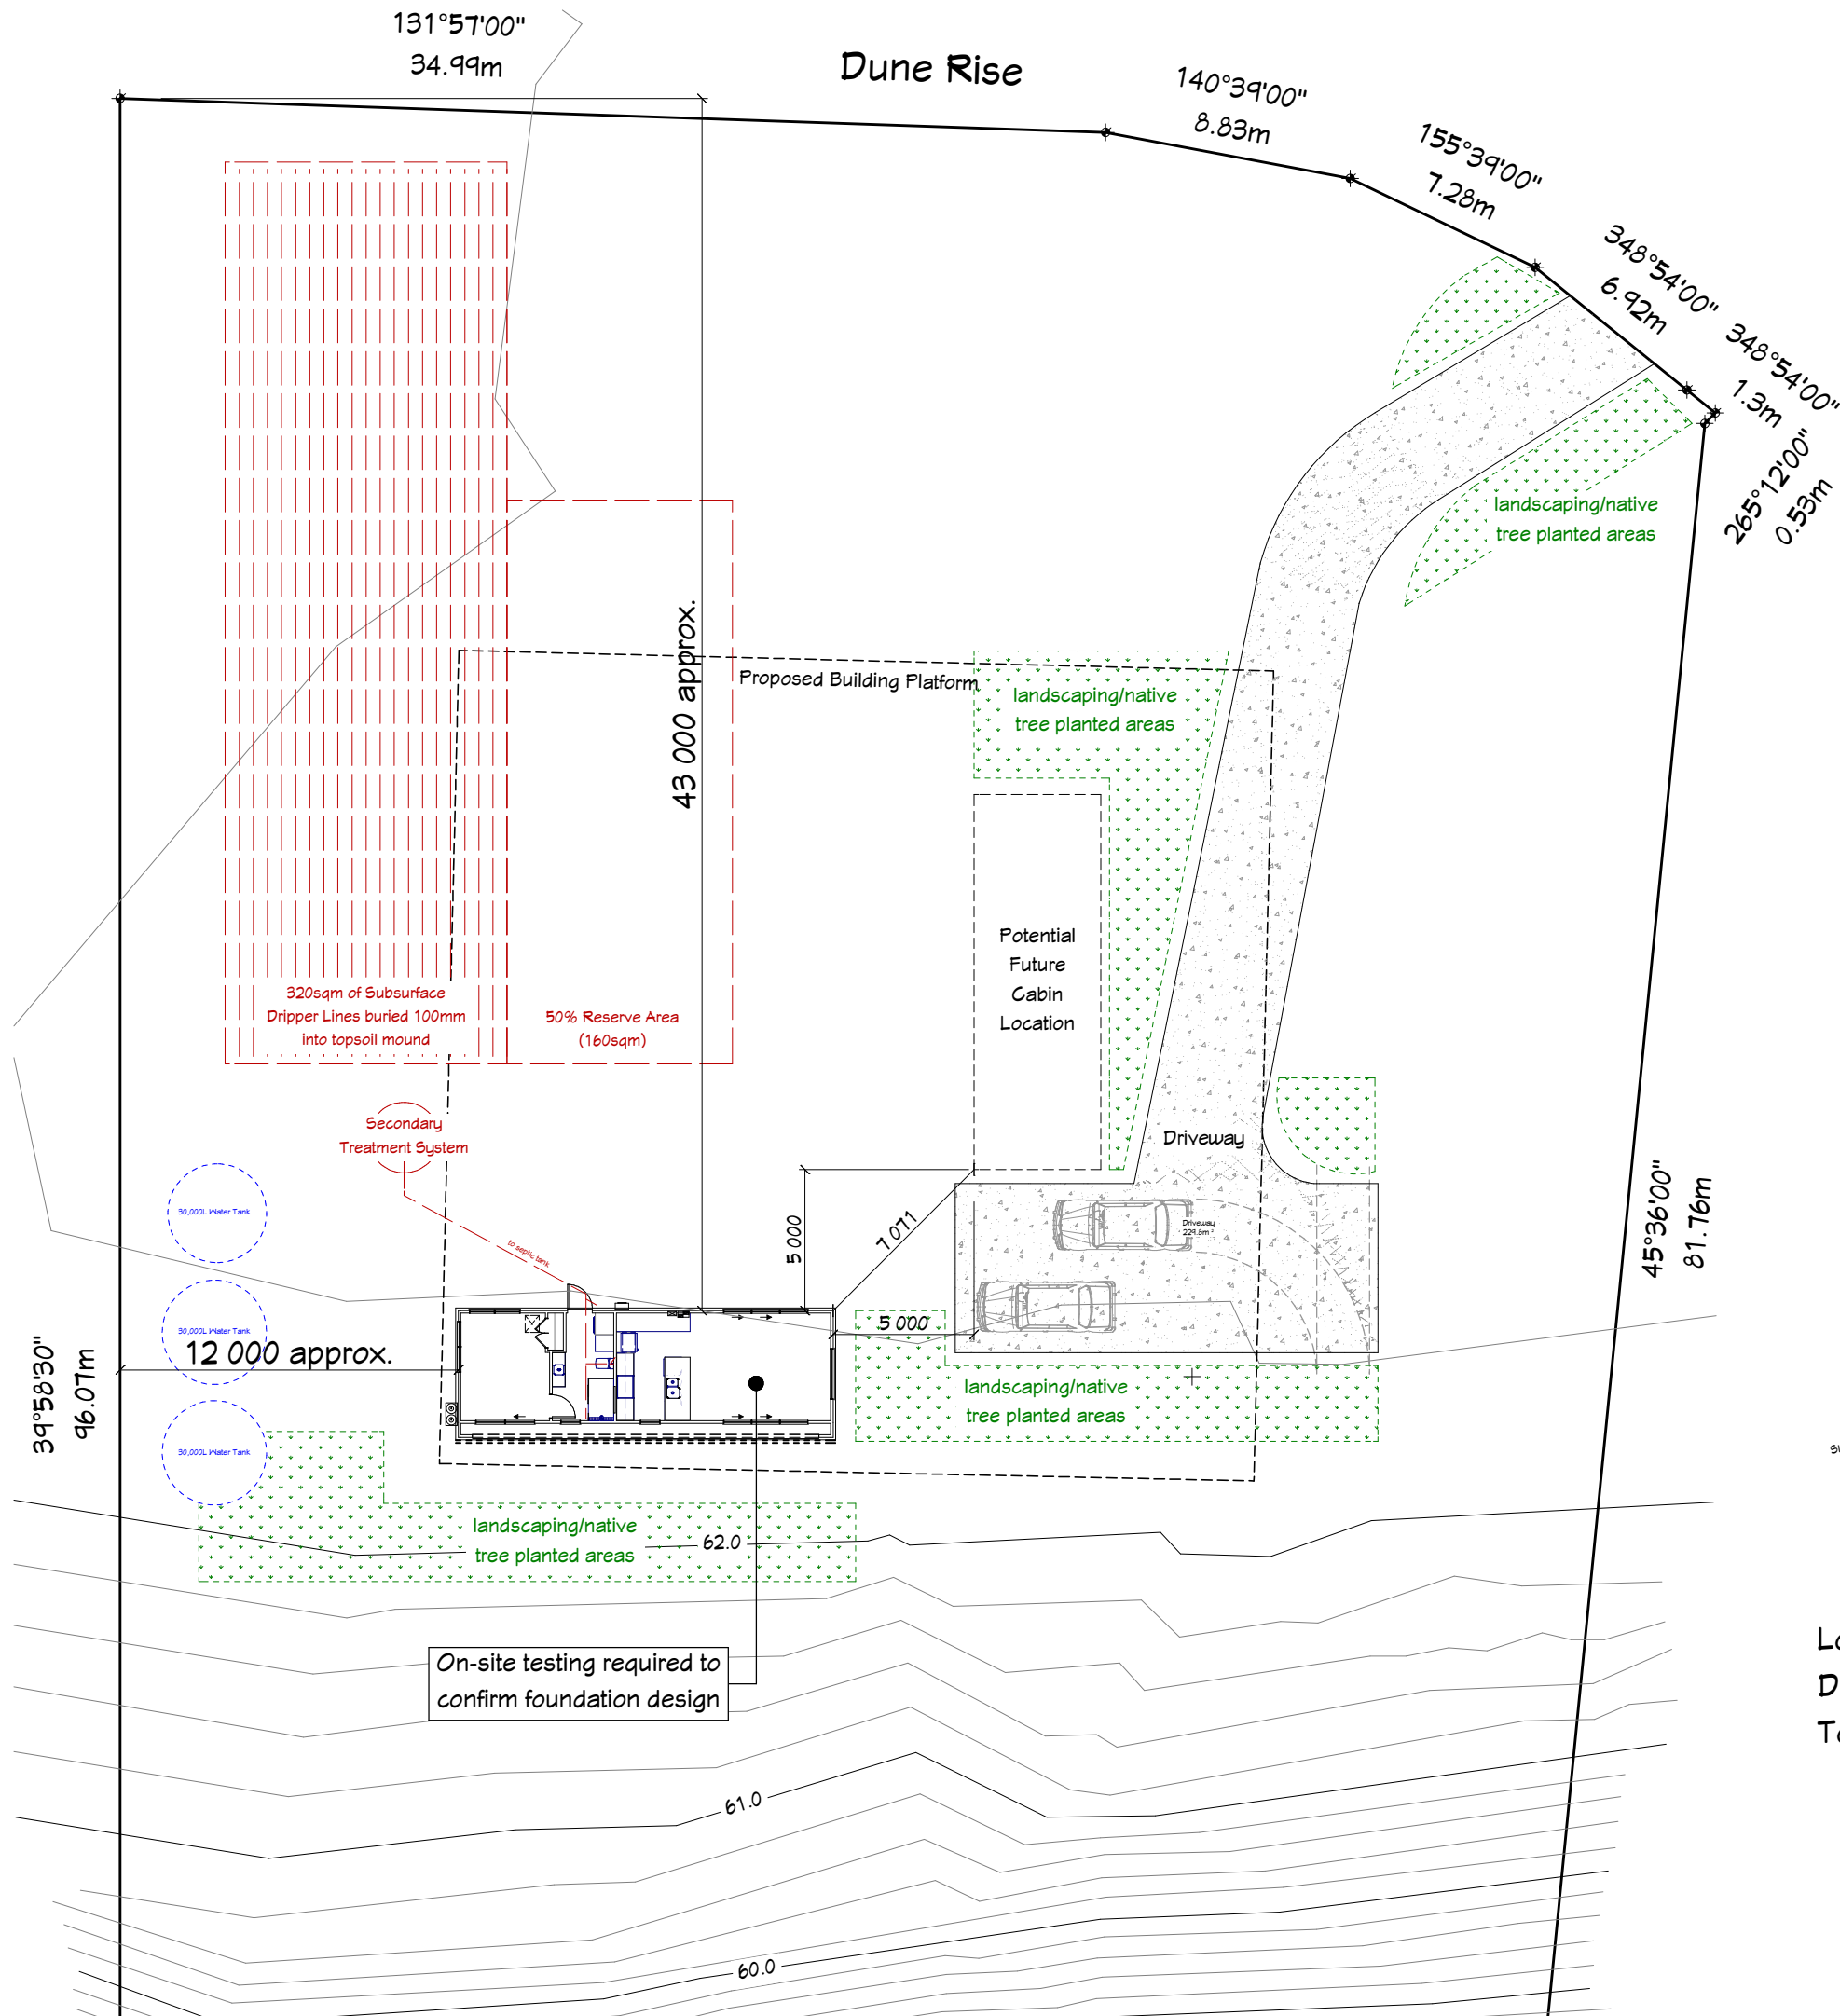 131°57'00"
34.99m
Dune Rise
140°39'00"
8.83m
155°39'00"
7.28m
348°54'00"
6.92m
348°54'00"
1.3m
265°12'00"
0.53m
landscaping/native
tree planted areas
43 000 approx.
Proposed Building Platform
landscaping/native
tree planted areas
Potential
Future
Cabin
Location
320sqm of Subsurface
Dripper Lines buried 100mm
into topsoil mound
50% Reserve Area
(160sqm)
Secondary
Treatment System
Driveway
30,000L Water Tank
to septic tank
5 000
7 071
Driveway
229.8m²
45°36'00"
81.76m
30,000L Water Tank
12 000 approx.
5 000
39°58'30"
96.07m
landscaping/native
tree planted areas
30,000L Water Tank
landscaping/native
tree planted areas
62.0
On-site testing required to
confirm foundation design
61.0
60.0